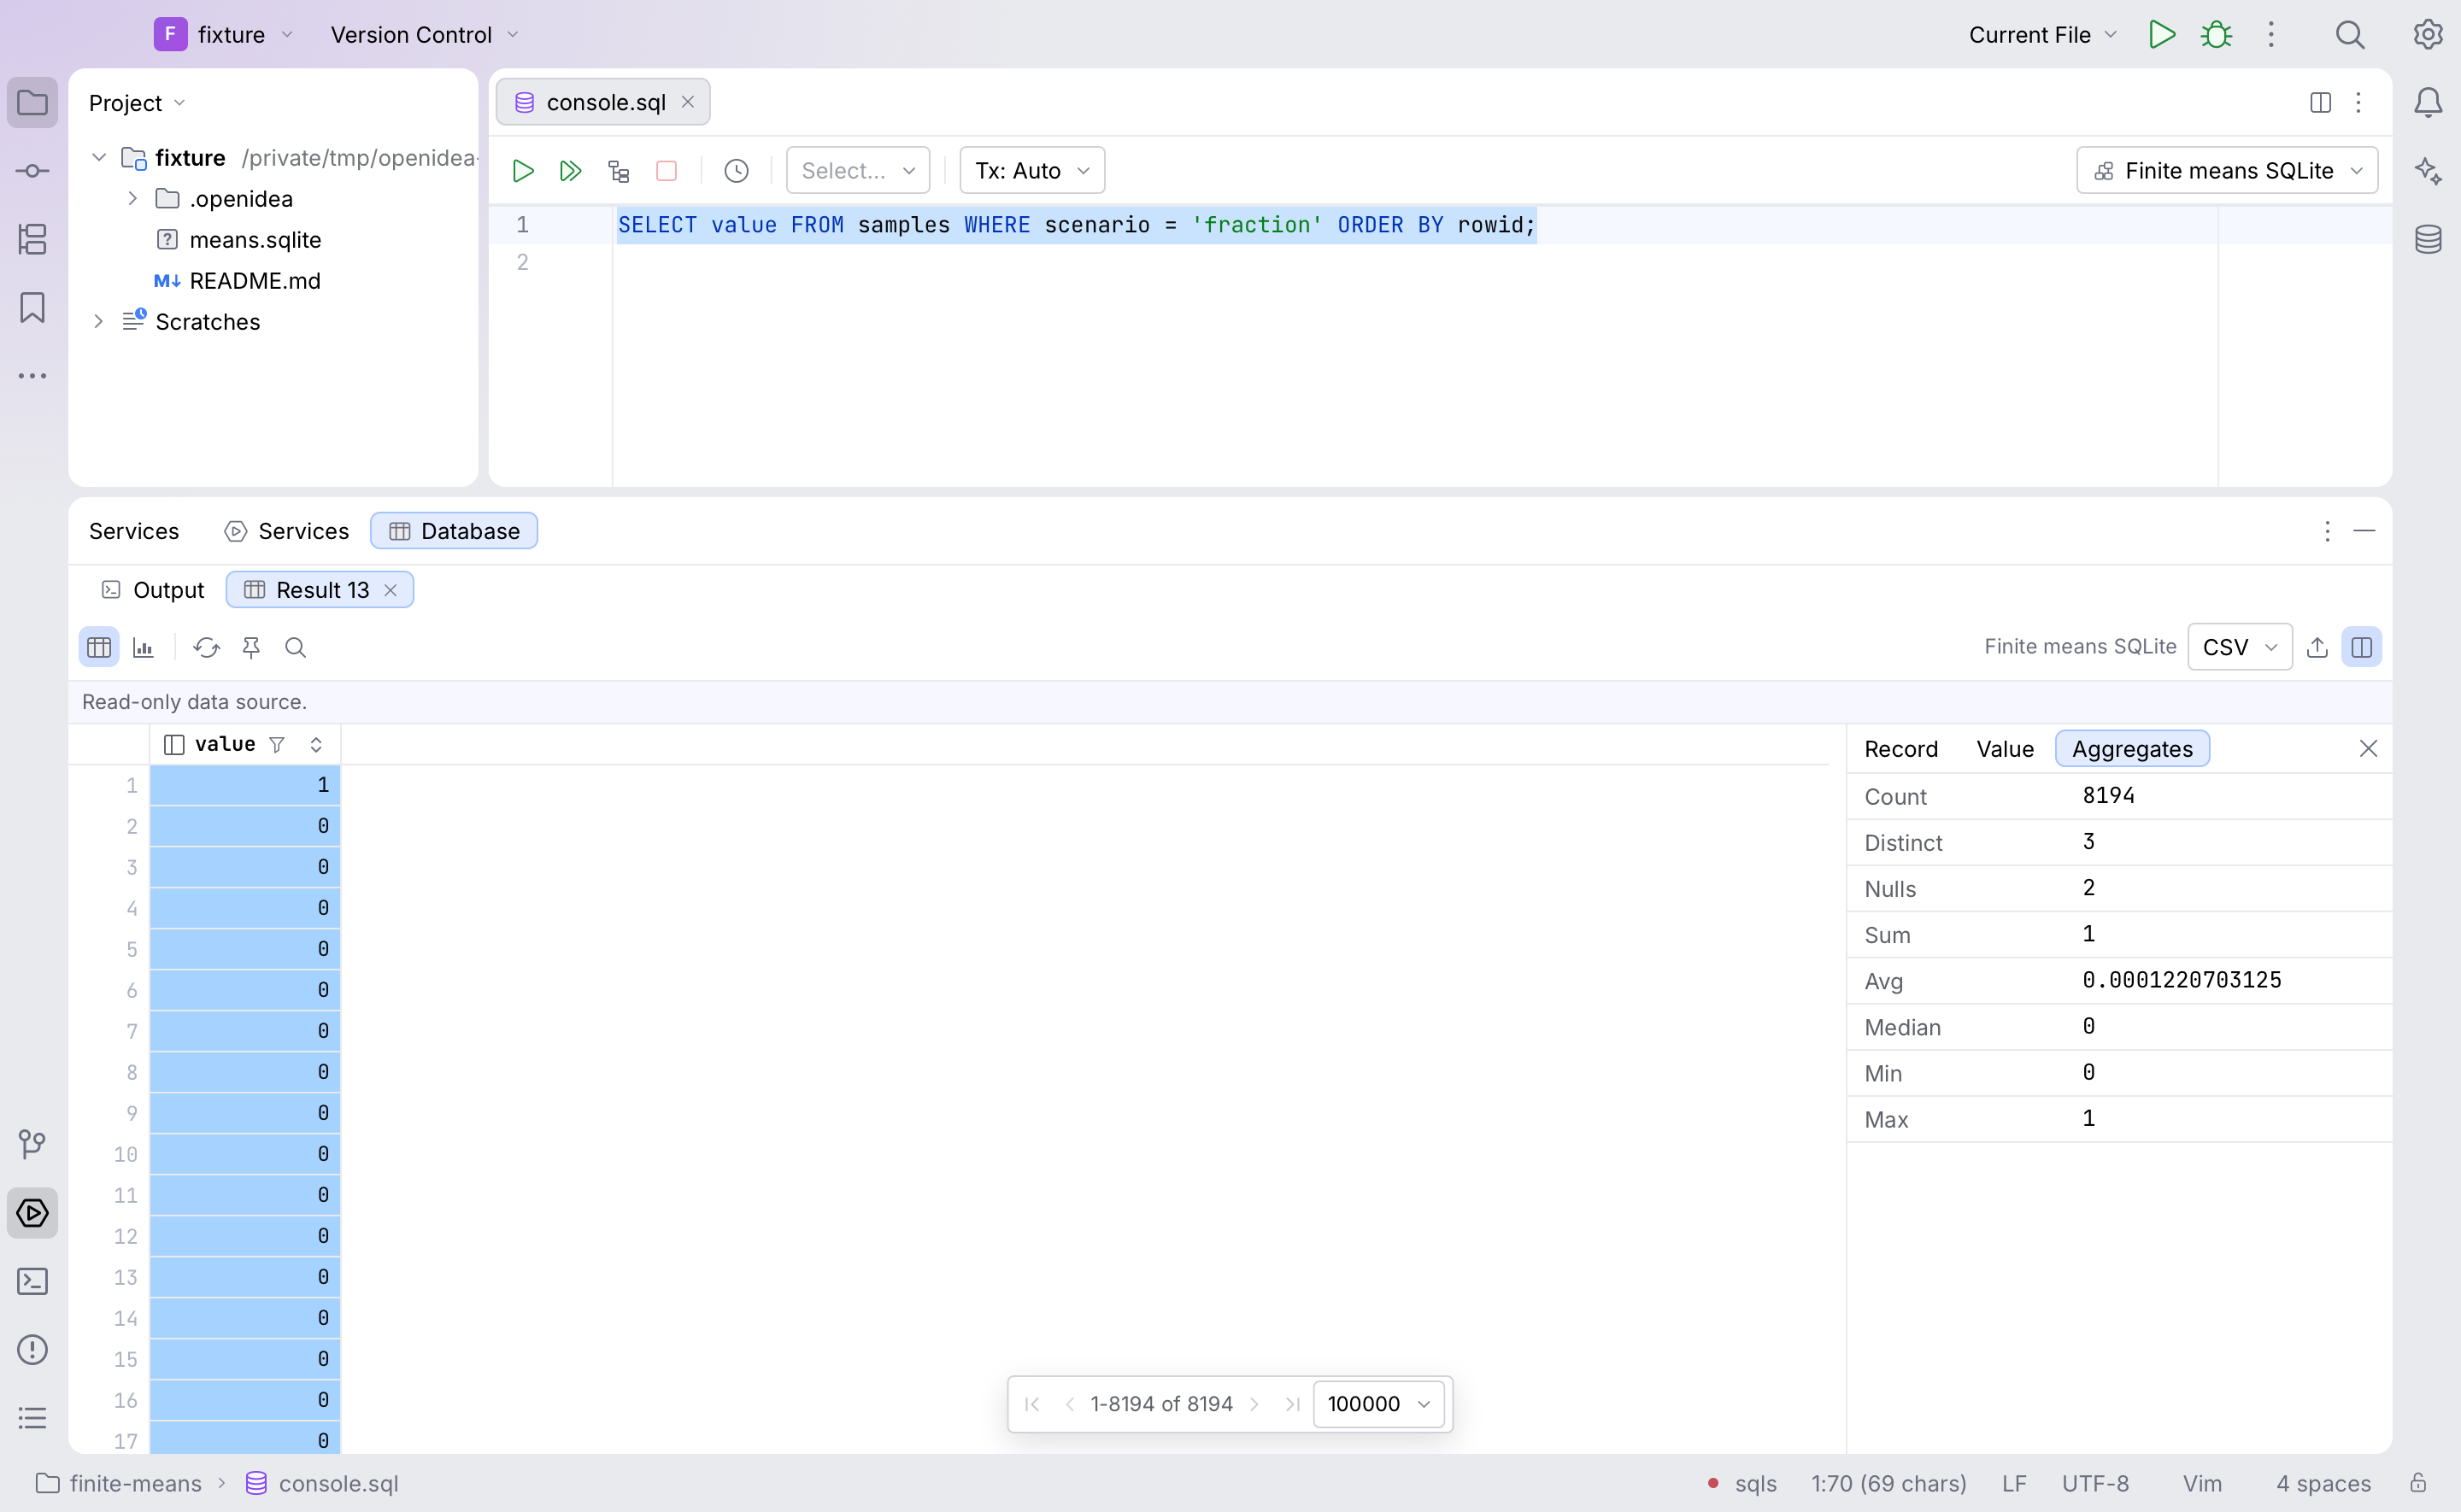 F fixture Version Control Current File
Project
console.sql
fixture /private/tmp/openidea-
.openidea
means.sqlite
M↓ README.md
Scratches
Select... Tx: Auto Finite means SQLite
1 SELECT value FROM samples WHERE scenario = 'fraction' ORDER BY rowid;
2
Services Services Database
Output Result 13
Finite means SQLite CSV
Read-only data source.
value
1 1
2 0
3 0
4 0
5 0
6 0
7 0
8 0
9 0
10 0
11 0
12 0
13 0
14 0
15 0
16 0
17 0
Record Value Aggregates
Count 8194
Distinct 3
Nulls 2
Sum 1
Avg 0.0001220703125
Median 0
Min 0
Max 1
1-8194 of 8194 100000
finite-means console.sql sqls 1:70 (69 chars) LF UTF-8 Vim 4 spaces